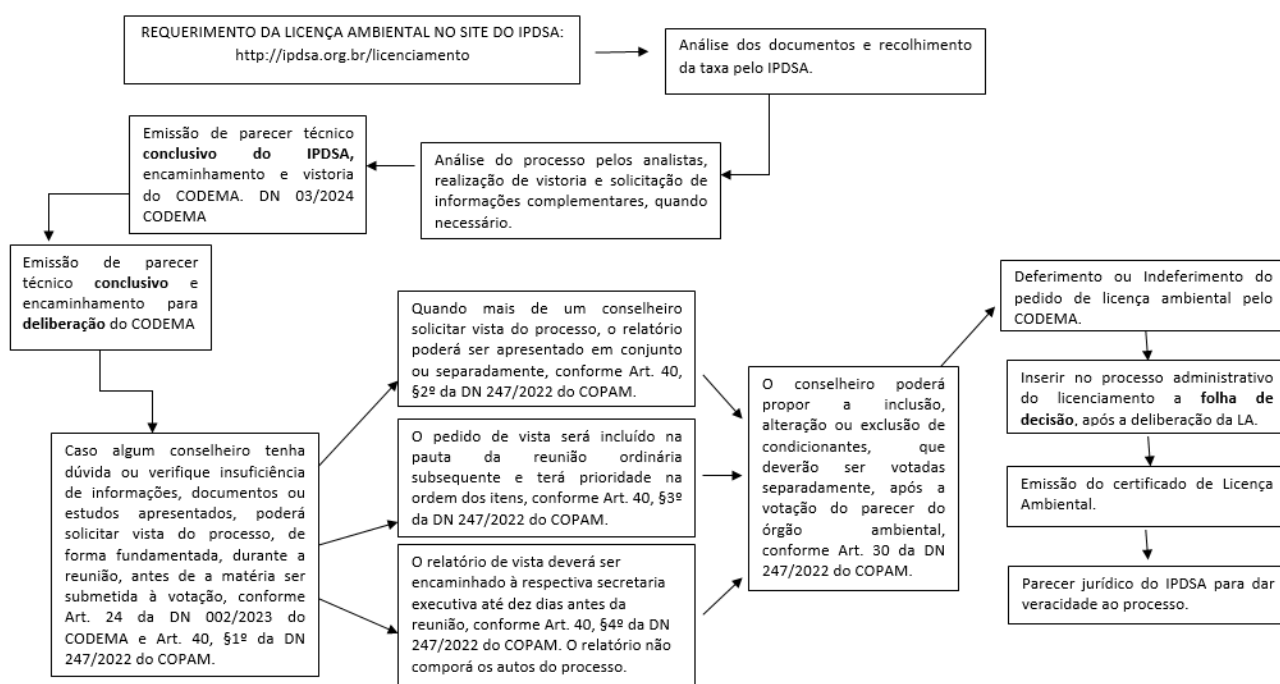 REQUERIMENTO DA LICENÇA AMBIENTAL NO SITE DO IPDSA:
http://ipdsa.org.br/licenciamento
Análise dos documentos e recolhimento
da taxa pelo IPDSA.
Análise do processo pelos analistas,
realização de vistoria e solicitação de
informações complementares, quando
necessário.
Emissão de parecer técnico
conclusivo do IPDSA,
encaminhamento e vistoria
do CODEMA. DN 03/2024
CODEMA
Emissão de parecer
técnico conclusivo e
encaminhamento para
deliberação do CODEMA
Caso algum conselheiro tenha
dúvida ou verifique insuficiência
de informações, documentos ou
estudos apresentados, poderá
solicitar vista do processo, de
forma fundamentada, durante a
reunião, antes de a matéria ser
submetida à votação, conforme
Art. 24 da DN 002/2023 do
CODEMA e Art. 40, §1º da DN
247/2022 do COPAM.
Quando mais de um conselheiro
solicitar vista do processo, o relatório
poderá ser apresentado em conjunto
ou separadamente, conforme Art. 40,
§2º da DN 247/2022 do COPAM.
O pedido de vista será incluído na
pauta da reunião ordinária
subsequente e terá prioridade na
ordem dos itens, conforme Art. 40, §3º
da DN 247/2022 do COPAM.
O relatório de vista deverá ser
encaminhado à respectiva secretaria
executiva até dez dias antes da
reunião, conforme Art. 40, §4º da DN
247/2022 do COPAM. O relatório não
comporá os autos do processo.
O conselheiro poderá
propor a inclusão,
alteração ou exclusão de
condicionantes, que
deverão ser votadas
separadamente, após a
votação do parecer do
órgão ambiental,
conforme Art. 30 da DN
247/2022 do COPAM.
Deferimento ou Indeferimento do
pedido de licença ambiental pelo
CODEMA.
Inserir no processo administrativo
do licenciamento a folha de
decisão, após a deliberação da LA.
Emissão do certificado de Licença
Ambiental.
Parecer jurídico do IPDSA para dar
veracidade ao processo.